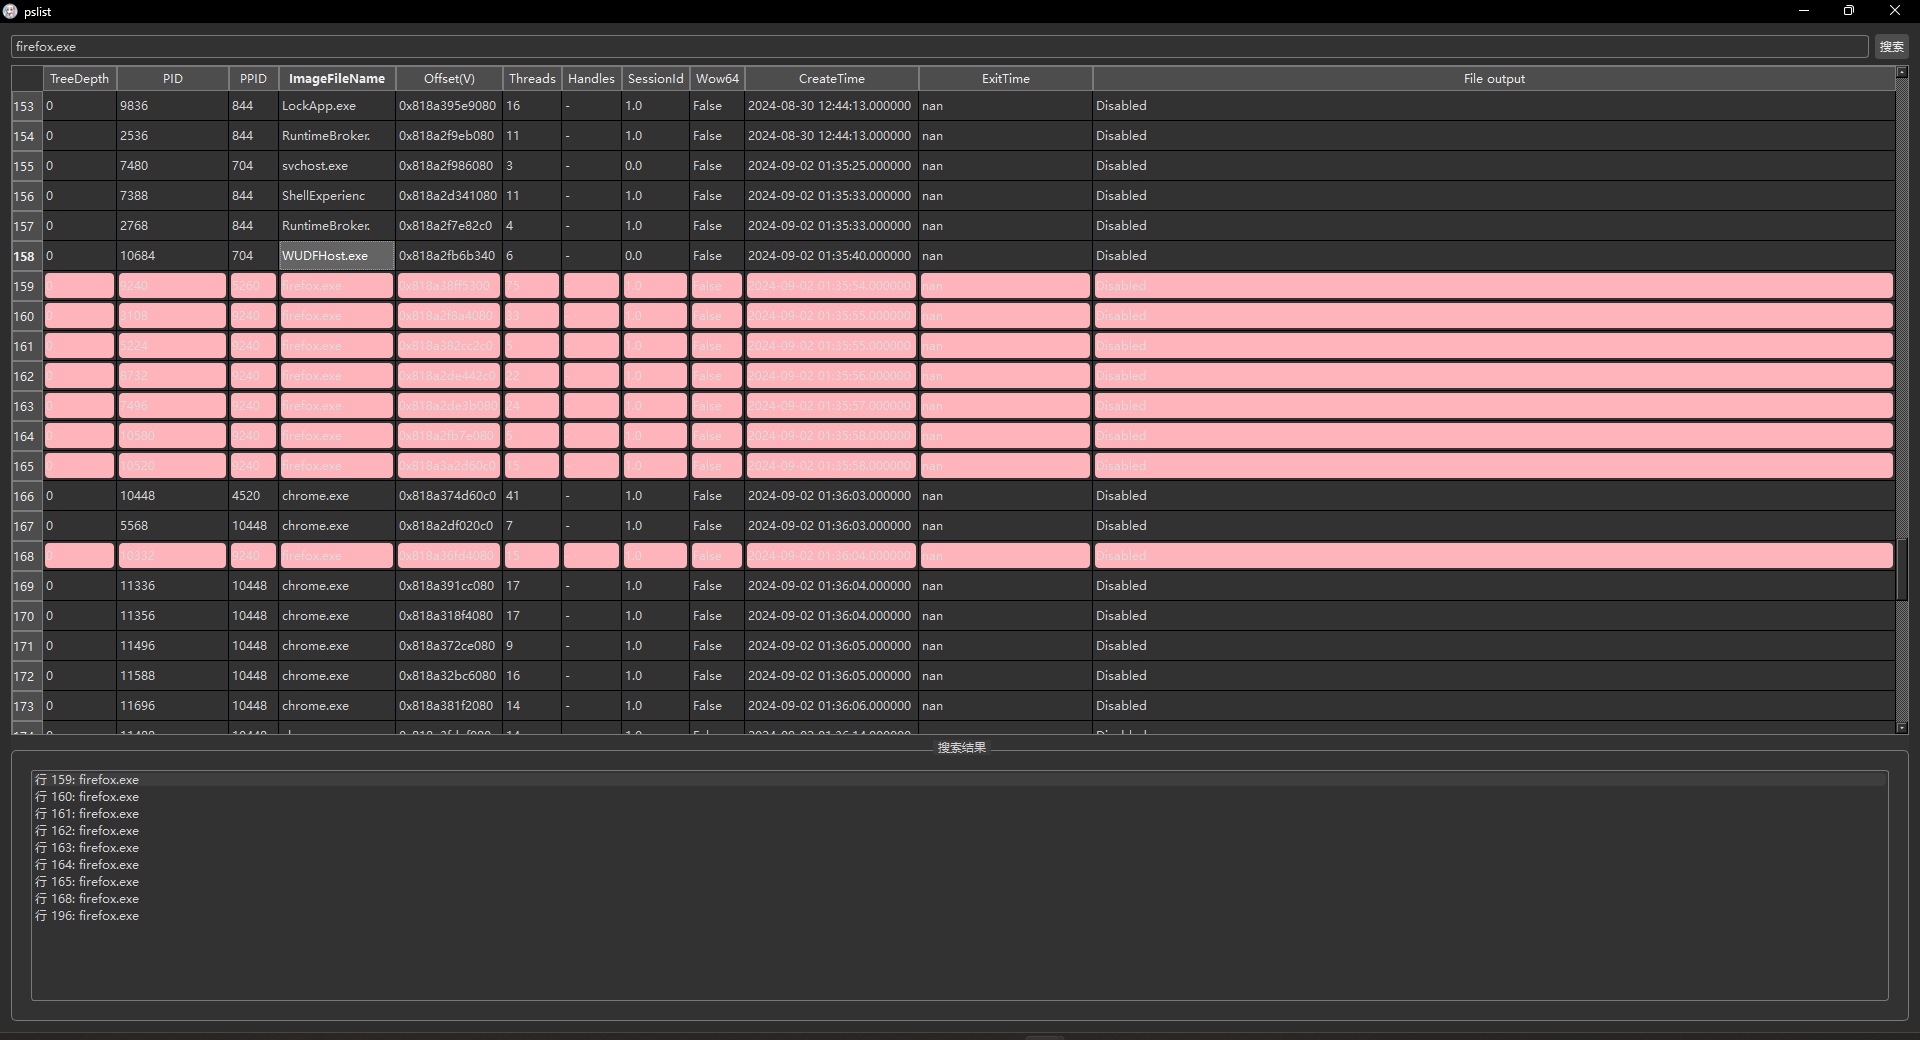 pslist
firefox.exe 搜索
TreeDepth PID PPID ImageFileName Offset(V) Threads Handles SessionId Wow64 CreateTime ExitTime File output
153 0 9836 844 LockApp.exe 0x818a395e9080 16 - 1.0 False 2024-08-30 12:44:13.000000 nan Disabled
154 0 2536 844 RuntimeBroker. 0x818a2f9eb080 11 - 1.0 False 2024-08-30 12:44:13.000000 nan Disabled
155 0 7480 704 svchost.exe 0x818a2f986080 3 - 0.0 False 2024-09-02 01:35:25.000000 nan Disabled
156 0 7388 844 ShellExperienc 0x818a2d341080 11 - 1.0 False 2024-09-02 01:35:33.000000 nan Disabled
157 0 2768 844 RuntimeBroker. 0x818a2f7e82c0 4 - 1.0 False 2024-09-02 01:35:33.000000 nan Disabled
158 0 10684 704 WUDFHost.exe 0x818a2fb6b340 6 - 0.0 False 2024-09-02 01:35:40.000000 nan Disabled
159 0 9240 5260 firefox.exe 0x818a38ff5300 75 - 1.0 False 2024-09-02 01:35:54.000000 nan Disabled
160 0 3108 9240 firefox.exe 0x818a2f8a4080 33 - 1.0 False 2024-09-02 01:35:55.000000 nan Disabled
161 0 5224 9240 firefox.exe 0x818a382cc2c0 5 - 1.0 False 2024-09-02 01:35:55.000000 nan Disabled
162 0 6732 9240 firefox.exe 0x818a2de442c0 22 - 1.0 False 2024-09-02 01:35:56.000000 nan Disabled
163 0 7496 9240 firefox.exe 0x818a2de3b080 24 - 1.0 False 2024-09-02 01:35:57.000000 nan Disabled
164 0 10580 9240 firefox.exe 0x818a2fb7e080 5 - 1.0 False 2024-09-02 01:35:58.000000 nan Disabled
165 0 10520 9240 firefox.exe 0x818a3a2d60c0 15 - 1.0 False 2024-09-02 01:35:58.000000 nan Disabled
166 0 10448 4520 chrome.exe 0x818a374d60c0 41 - 1.0 False 2024-09-02 01:36:03.000000 nan Disabled
167 0 5568 10448 chrome.exe 0x818a2df020c0 7 - 1.0 False 2024-09-02 01:36:03.000000 nan Disabled
168 0 10332 9240 firefox.exe 0x818a36fd4080 15 - 1.0 False 2024-09-02 01:36:04.000000 nan Disabled
169 0 11336 10448 chrome.exe 0x818a391cc080 17 - 1.0 False 2024-09-02 01:36:04.000000 nan Disabled
170 0 11356 10448 chrome.exe 0x818a318f4080 17 - 1.0 False 2024-09-02 01:36:04.000000 nan Disabled
171 0 11496 10448 chrome.exe 0x818a372ce080 9 - 1.0 False 2024-09-02 01:36:05.000000 nan Disabled
172 0 11588 10448 chrome.exe 0x818a32bc6080 16 - 1.0 False 2024-09-02 01:36:05.000000 nan Disabled
173 0 11696 10448 chrome.exe 0x818a381f2080 14 - 1.0 False 2024-09-02 01:36:06.000000 nan Disabled
搜索结果
行 159: firefox.exe
行 160: firefox.exe
行 161: firefox.exe
行 162: firefox.exe
行 163: firefox.exe
行 164: firefox.exe
行 165: firefox.exe
行 168: firefox.exe
行 196: firefox.exe